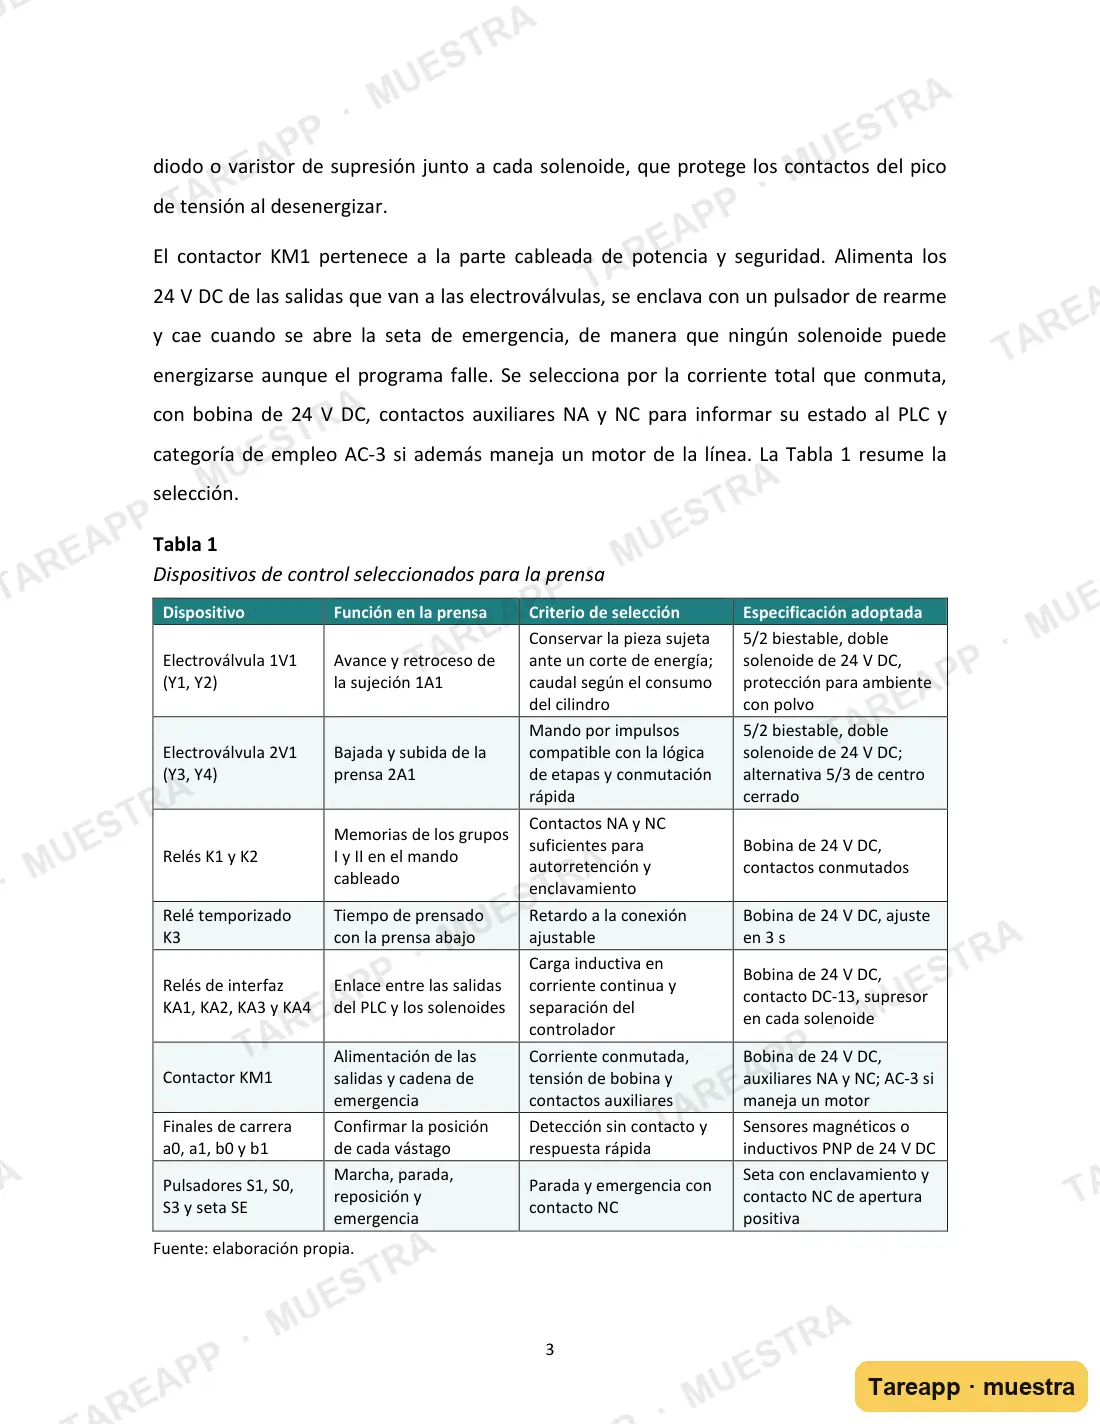 diodo o varistor de supresión junto a cada solenoide, que protege los contactos del pico
de tensión al desenergizar.
El contactor KM1 pertenece a la parte cableada de potencia y seguridad. Alimenta los
24 V DC de las salidas que van a las electroválvulas, se enclava con un pulsador de rearme
y cae cuando se abre la seta de emergencia, de manera que ningún solenoide puede
energizarse aunque el programa falle. Se selecciona por la corriente total que conmuta,
con bobina de 24 V DC, contactos auxiliares NA y NC para informar su estado al PLC y
categoría de empleo AC-3 si además maneja un motor de la línea. La Tabla 1 resume la
selección.
Tabla 1
Dispositivos de control seleccionados para la prensa
Dispositivo
Función en la prensa
Criterio de selección
Especificación adoptada
Electroválvula 1V1
(Y1, Y2)
Avance y retroceso de
la sujeción 1A1
Conservar la pieza sujeta
ante un corte de energía;
caudal según el consumo
del cilindro
5/2 biestable, doble
solenoide de 24 V DC,
protección para ambiente
con polvo
Electroválvula 2V1
(Y3, Y4)
Bajada y subida de la
prensa 2A1
Mando por impulsos
compatible con la lógica
de etapas y conmutación
rápida
5/2 biestable, doble
solenoide de 24 V DC;
alternativa 5/3 de centro
cerrado
Relés K1 y K2
Memorias de los grupos
I y II en el mando
cableado
Contactos NA y NC
suficientes para
autorretención y
enclavamiento
Bobina de 24 V DC,
contactos conmutados
Relé temporizado
K3
Tiempo de prensado
con la prensa abajo
Retardo a la conexión
ajustable
Bobina de 24 V DC, ajuste
en 3 s
Relés de interfaz
KA1, KA2, KA3 y KA4
Enlace entre las salidas
del PLC y los solenoides
Carga inductiva en
corriente continua y
separación del
controlador
Bobina de 24 V DC,
contacto DC-13, supresor
en cada solenoide
Contactor KM1
Alimentación de las
salidas y cadena de
emergencia
Corriente conmutada,
tensión de bobina y
contactos auxiliares
Bobina de 24 V DC,
auxiliares NA y NC; AC-3 si
maneja un motor
Finales de carrera
a0, a1, b0 y b1
Confirmar la posición
de cada vástago
Detección sin contacto y
respuesta rápida
Sensores magnéticos o
inductivos PNP de 24 V DC
Pulsadores S1, S0,
S3 y seta SE
Marcha, parada,
reposición y
emergencia
Parada y emergencia con
contacto NC
Seta con enclavamiento y
contacto NC de apertura
positiva
Fuente: elaboración propia.
3
Tareapp · muestra
TAREAPP · MUESTRA